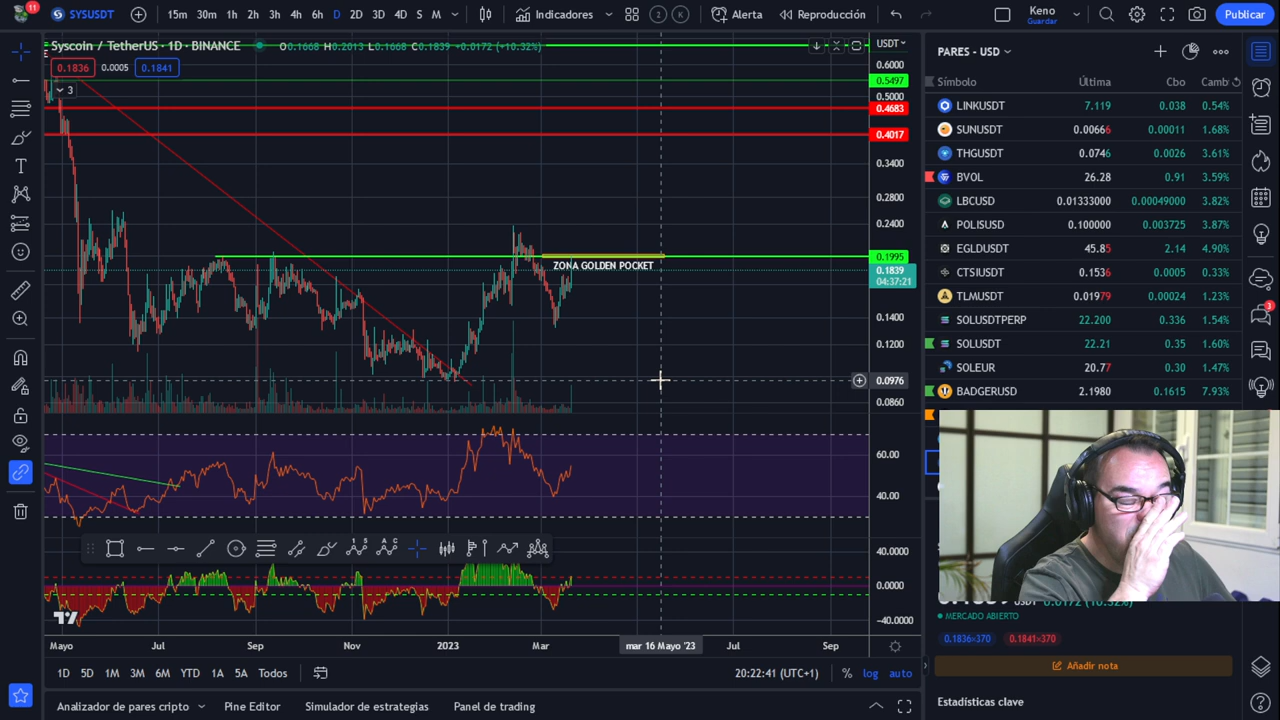 11
SYSUSDT
15m 30m 1h 2h 3h 4h 6h D 2D 3D 4D S M
Indicadores
2 K
Alerta
Reproducción
Keno
Guardar
Publicar
Syscoin / TetherUS · 1D · BINANCE
O0.1668 H0.2013 L0.1668 C0.1839 +0.0172 (+10.32%)
0.1836 0.0005 0.1841
3
USDT
0.6000
0.5497
0.5000
0.4683
0.4017
0.3400
0.2800
0.2400
0.1995
0.1839
04:37:21
0.1400
0.1200
0.0976
0.0860
ZONA GOLDEN POCKET
60.00
40.00
40.0000
0.0000
−40.0000
Mayo Jul Sep Nov 2023 Mar mar 16 Mayo '23 Jul Sep
1D 5D 1M 3M 6M YTD 1A 5A Todos
20:22:41 (UTC+1)
% log auto
Analizador de pares cripto Pine Editor Simulador de estrategias Panel de trading
PARES - USD
Símbolo Última Cbo Camb
LINKUSDT 7.119 0.038 0.54%
SUNUSDT 0.00666 0.00011 1.68%
THGUSDT 0.0746 0.0026 3.61%
BVOL 26.28 0.91 3.59%
LBCUSD 0.01333000 0.00049000 3.82%
POLISUSD 0.100000 0.003725 3.87%
EGLDUSDT 45.85 2.14 4.90%
CTSIUSDT 0.1536 0.0005 0.33%
TLMUSDT 0.01979 0.00024 1.23%
SOLUSDTPERP 22.200 0.336 1.54%
SOLUSDT 22.21 0.35 1.60%
SOLEUR 20.77 0.30 1.47%
BADGERUSD 2.1980 0.1615 7.93%
3
MERCADO ABIERTO
0.1836×370 0.1841×370
Añadir nota
Estadísticas clave